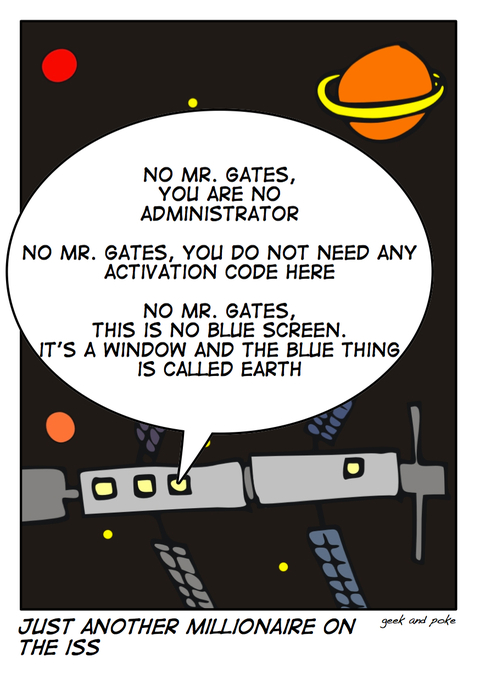 NO MR. GATES,
YOU ARE NO
ADMINISTRATOR
NO MR. GATES, YOU DO NOT NEED ANY
ACTIVATION CODE HERE
NO MR. GATES,
THIS IS NO BLUE SCREEN.
IT'S A WINDOW AND THE BLUE THING
IS CALLED EARTH
geek and poke
JUST ANOTHER MILLIONAIRE ON
THE ISS